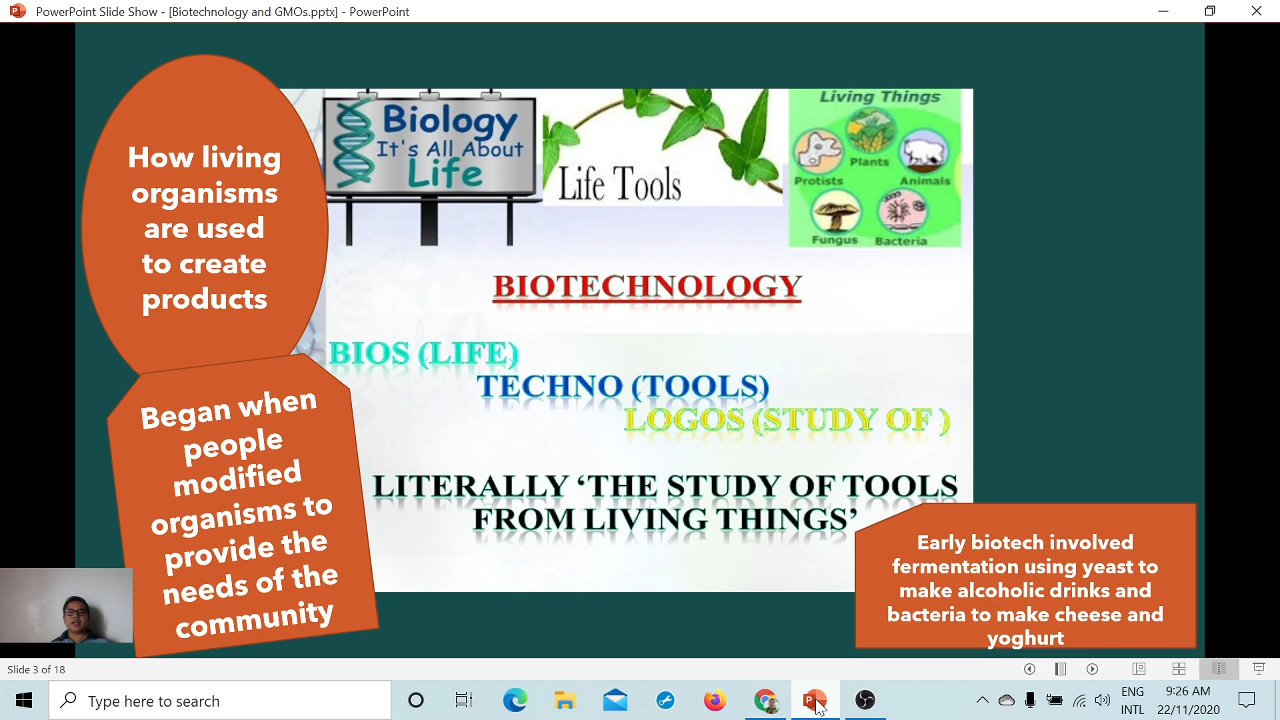 PowerPoint Slide Show - [Biotechnology and GMOs.pptx] - PowerPoint
How living
organisms
are used
to create
products
Biology
It's All About
Life
Life Tools
Living Things
Plants
Protists
Animals
Fungus
Bacteria
BIOTECHNOLOGY
BIOS (LIFE)
TECHNO (TOOLS)
LOGOS (STUDY OF )
LITERALLY ‘THE STUDY OF TOOLS
FROM LIVING THINGS’
Began when
people
modified
organisms to
provide the
needs of the
community
Early biotech involved
fermentation using yeast to
make alcoholic drinks and
bacteria to make cheese and
yoghurt
Slide 3 of 18
Type here to search
ENG
INTL
9:26 AM
22/11/2020